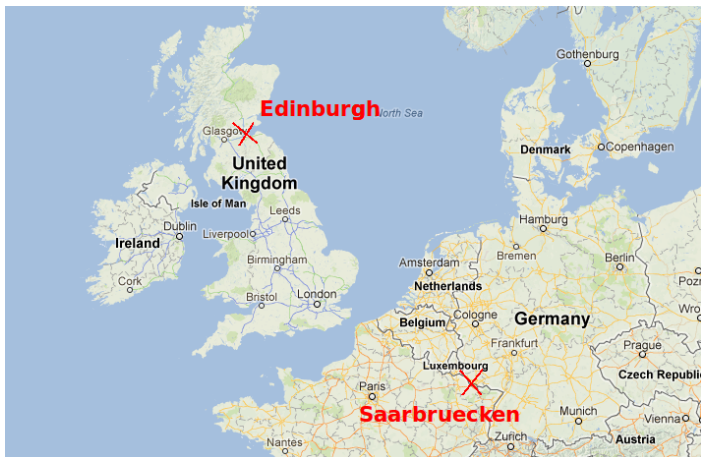 Gothenburg
Edinburgh
North Sea
Glasgow
Denmark
Copenhagen
United
Kingdom
Isle of Man
Leeds
Dublin
Liverpool
Ireland
Hamburg
Bremen
Berlin
Birmingham
Amsterdam
Cork
Netherlands
Bristol
London
Belgium
Cologne
Germany
Frankfurt
Prague
Luxembourg
Czech Republi
Paris
Saarbruecken
Munich
Vienna
Nantes
Zurich
Austria